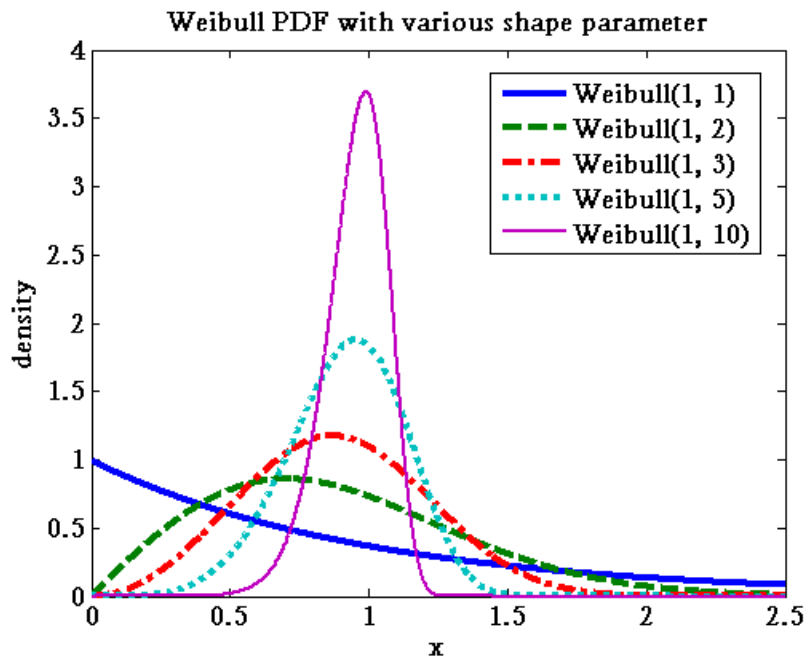 Weibull PDF with various shape parameter
4
3.5
3
2.5
2
1.5
1
0.5
0
density
Weibull(1, 1)
Weibull(1, 2)
Weibull(1, 3)
Weibull(1, 5)
Weibull(1, 10)
0 0.5 1 1.5 2 2.5
x